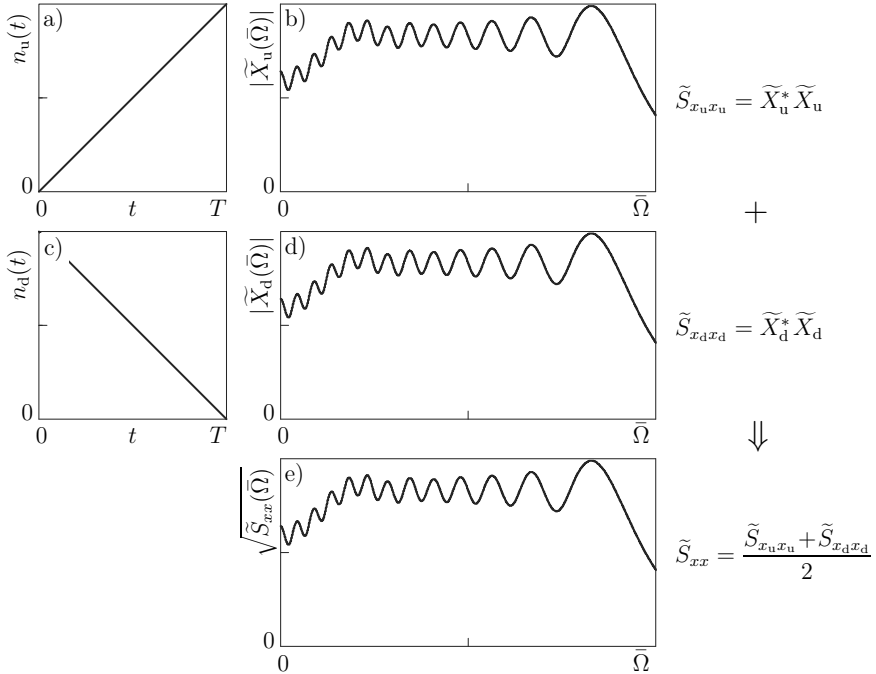 a)
n_u(t)
0
0 t T
b)
|X̃_u(Ω̄)|
0
0 Ω̄
S̃_{x_u x_u} = X̃_u^* X̃_u
+
c)
n_d(t)
0
0 t T
d)
|X̃_d(Ω̄)|
0
0 Ω̄
S̃_{x_d x_d} = X̃_d^* X̃_d
⇓
e)
√S̃_{xx}(Ω̄)
0
0 Ω̄
S̃_{xx} = (S̃_{x_u x_u} + S̃_{x_d x_d}) / 2